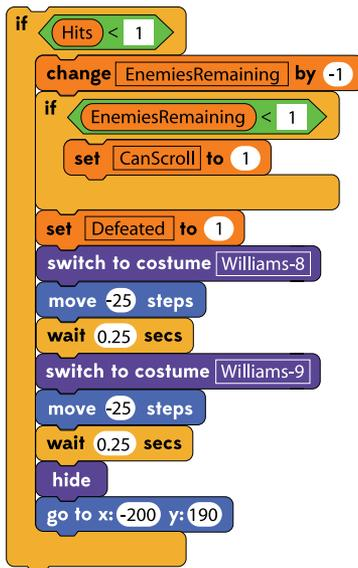 if Hits < 1
change EnemiesRemaining by -1
if EnemiesRemaining < 1
set CanScroll to 1
set Defeated to 1
switch to costume Williams-8
move -25 steps
wait 0.25 secs
switch to costume Williams-9
move -25 steps
wait 0.25 secs
hide
go to x: -200 y: 190